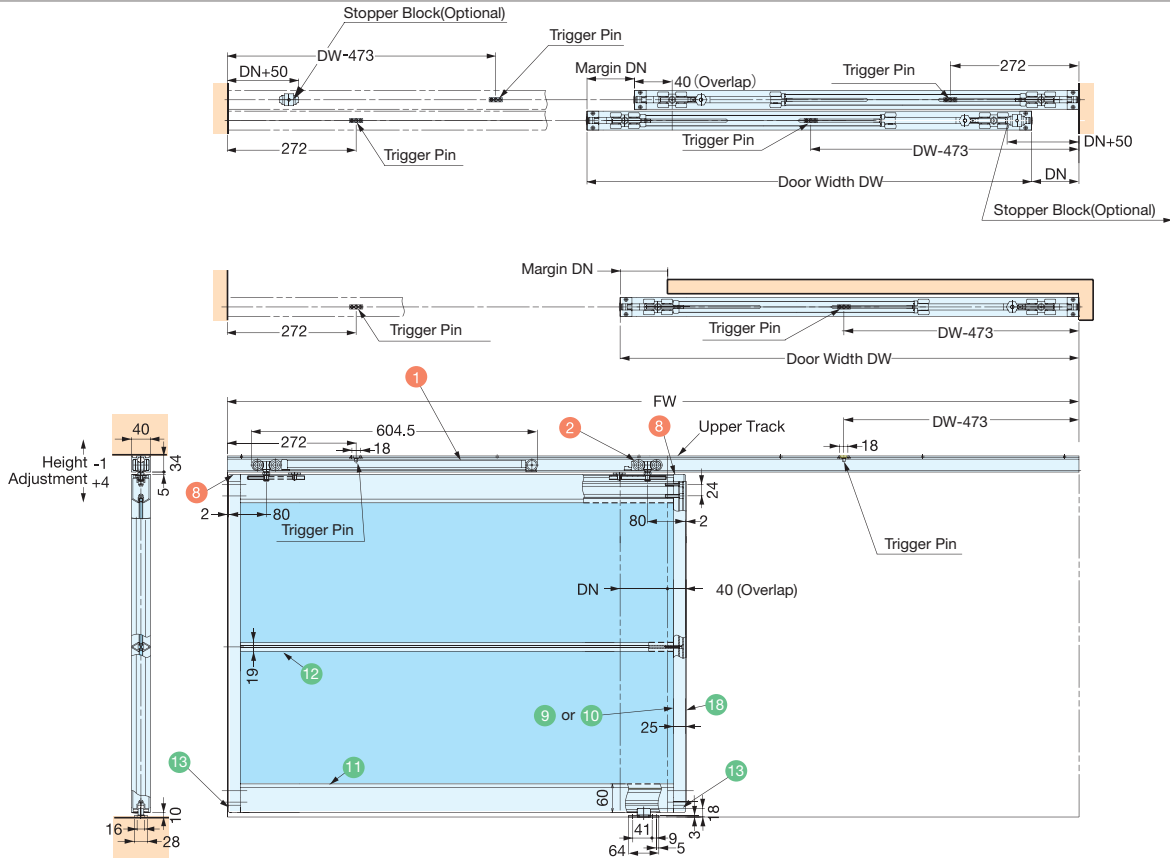 Stopper Block(Optional)
DW-473
Trigger Pin
DN+50
Margin DN
40 (Overlap)
Trigger Pin
272
272
Trigger Pin
Trigger Pin
DW-473
DN+50
Door Width DW
DN
Stopper Block(Optional)
Margin DN
272
Trigger Pin
Trigger Pin
DW-473
Door Width DW
1
FW
604.5
2
8
Upper Track
DW-473
40
272
18
18
Height -1
Adjustment +4
34
5
8
24
2
80
80
2
Trigger Pin
Trigger Pin
DN
40 (Overlap)
19
12
9 or 10
18
25
13
11
13
60
10
18
3
16
28
41
9
5
64